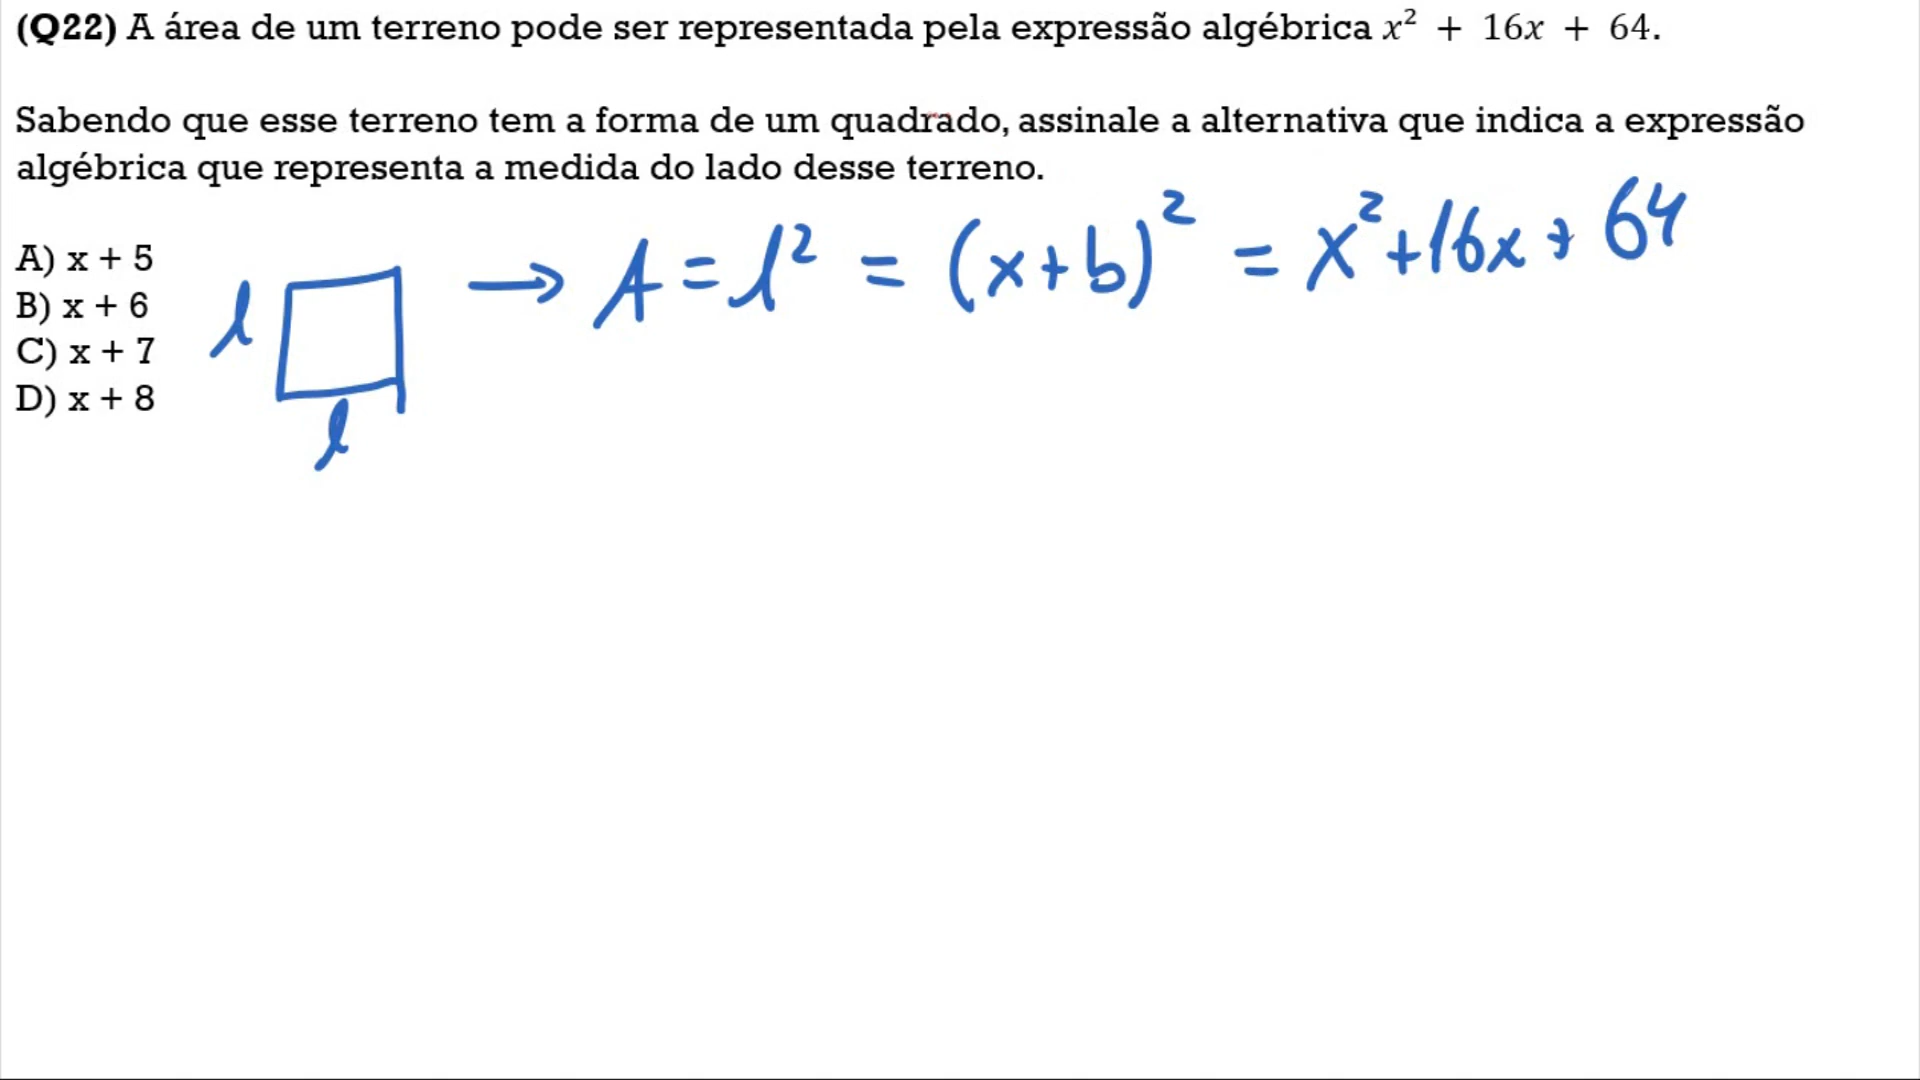 (Q22) A área de um terreno pode ser representada pela expressão algébrica x² + 16x + 64.
Sabendo que esse terreno tem a forma de um quadrado, assinale a alternativa que indica a expressão
algébrica que representa a medida do lado desse terreno.
A) x + 5
B) x + 6
C) x + 7
D) x + 8
l
l
→ A = l² = (x+b)² = x²+16x+64